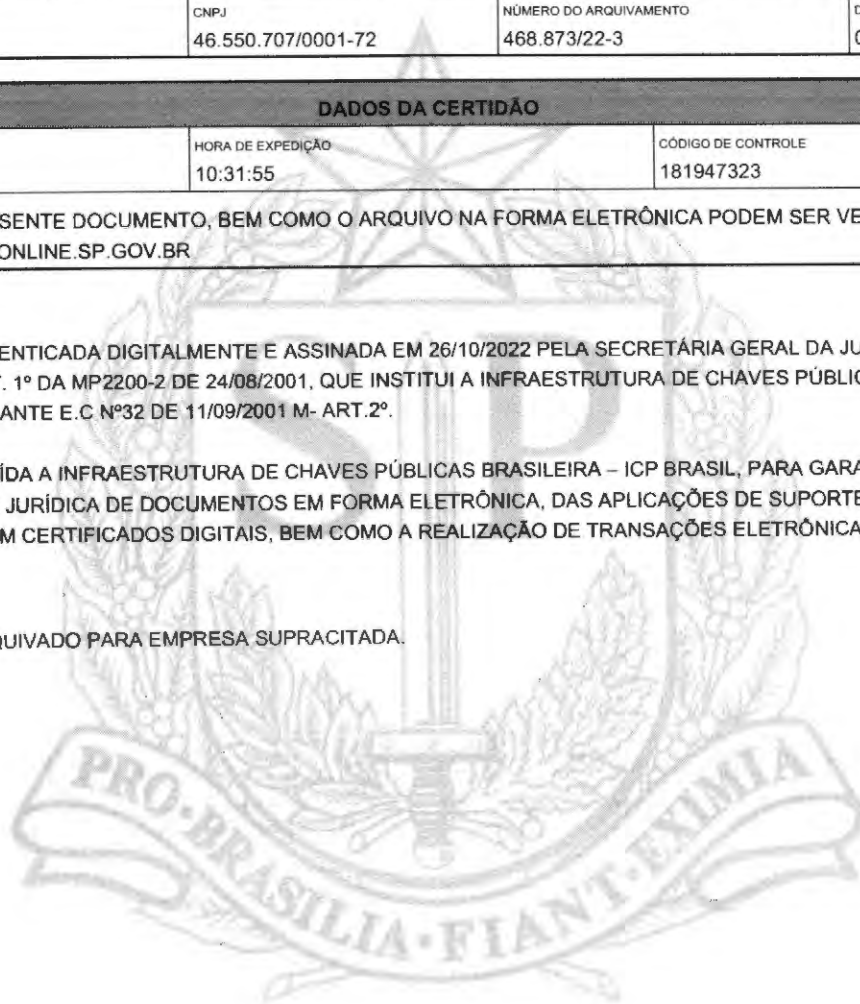 CNPJ
NÚMERO DO ARQUIVAMENTO
46.550.707/0001-72
468.873/22-3
DADOS DA CERTIDÃO
HORA DE EXPEDIÇÃO
CÓDIGO DE CONTROLE
10:31:55
181947323
SENTE DOCUMENTO, BEM COMO O ARQUIVO NA FORMA ELETRÔNICA PODEM SER VE
ONLINE.SP.GOV.BR
ENTICADA DIGITALMENTE E ASSINADA EM 26/10/2022 PELA SECRETÁRIA GERAL DA JU
. 1º DA MP2200-2 DE 24/08/2001, QUE INSTITUI A INFRAESTRUTURA DE CHAVES PÚBLIC
ANTE E.C Nº32 DE 11/09/2001 M- ART.2º.
ÍDA A INFRAESTRUTURA DE CHAVES PÚBLICAS BRASILEIRA – ICP BRASIL, PARA GARA
JURÍDICA DE DOCUMENTOS EM FORMA ELETRÔNICA, DAS APLICAÇÕES DE SUPORTE
M CERTIFICADOS DIGITAIS, BEM COMO A REALIZAÇÃO DE TRANSAÇÕES ELETRÔNICA
QUIVADO PARA EMPRESA SUPRACITADA.
SP
PRO·BRASILIA·FIANT·EXIMIA